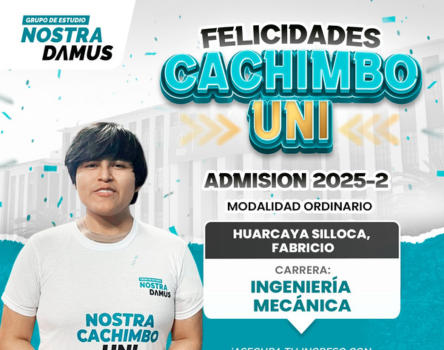 GRUPO DE ESTUDIO
NOSTRA
DAMUS
FELICIDADES
CACHIMBO
UNI
ADMISION 2025-2
MODALIDAD ORDINARIO
HUARCAYA SILLOCA,
FABRICIO
CARRERA:
INGENIERÍA
MECÁNICA
NOSTRA
DAMUS
NOSTRA
CACHIMBO
UNI